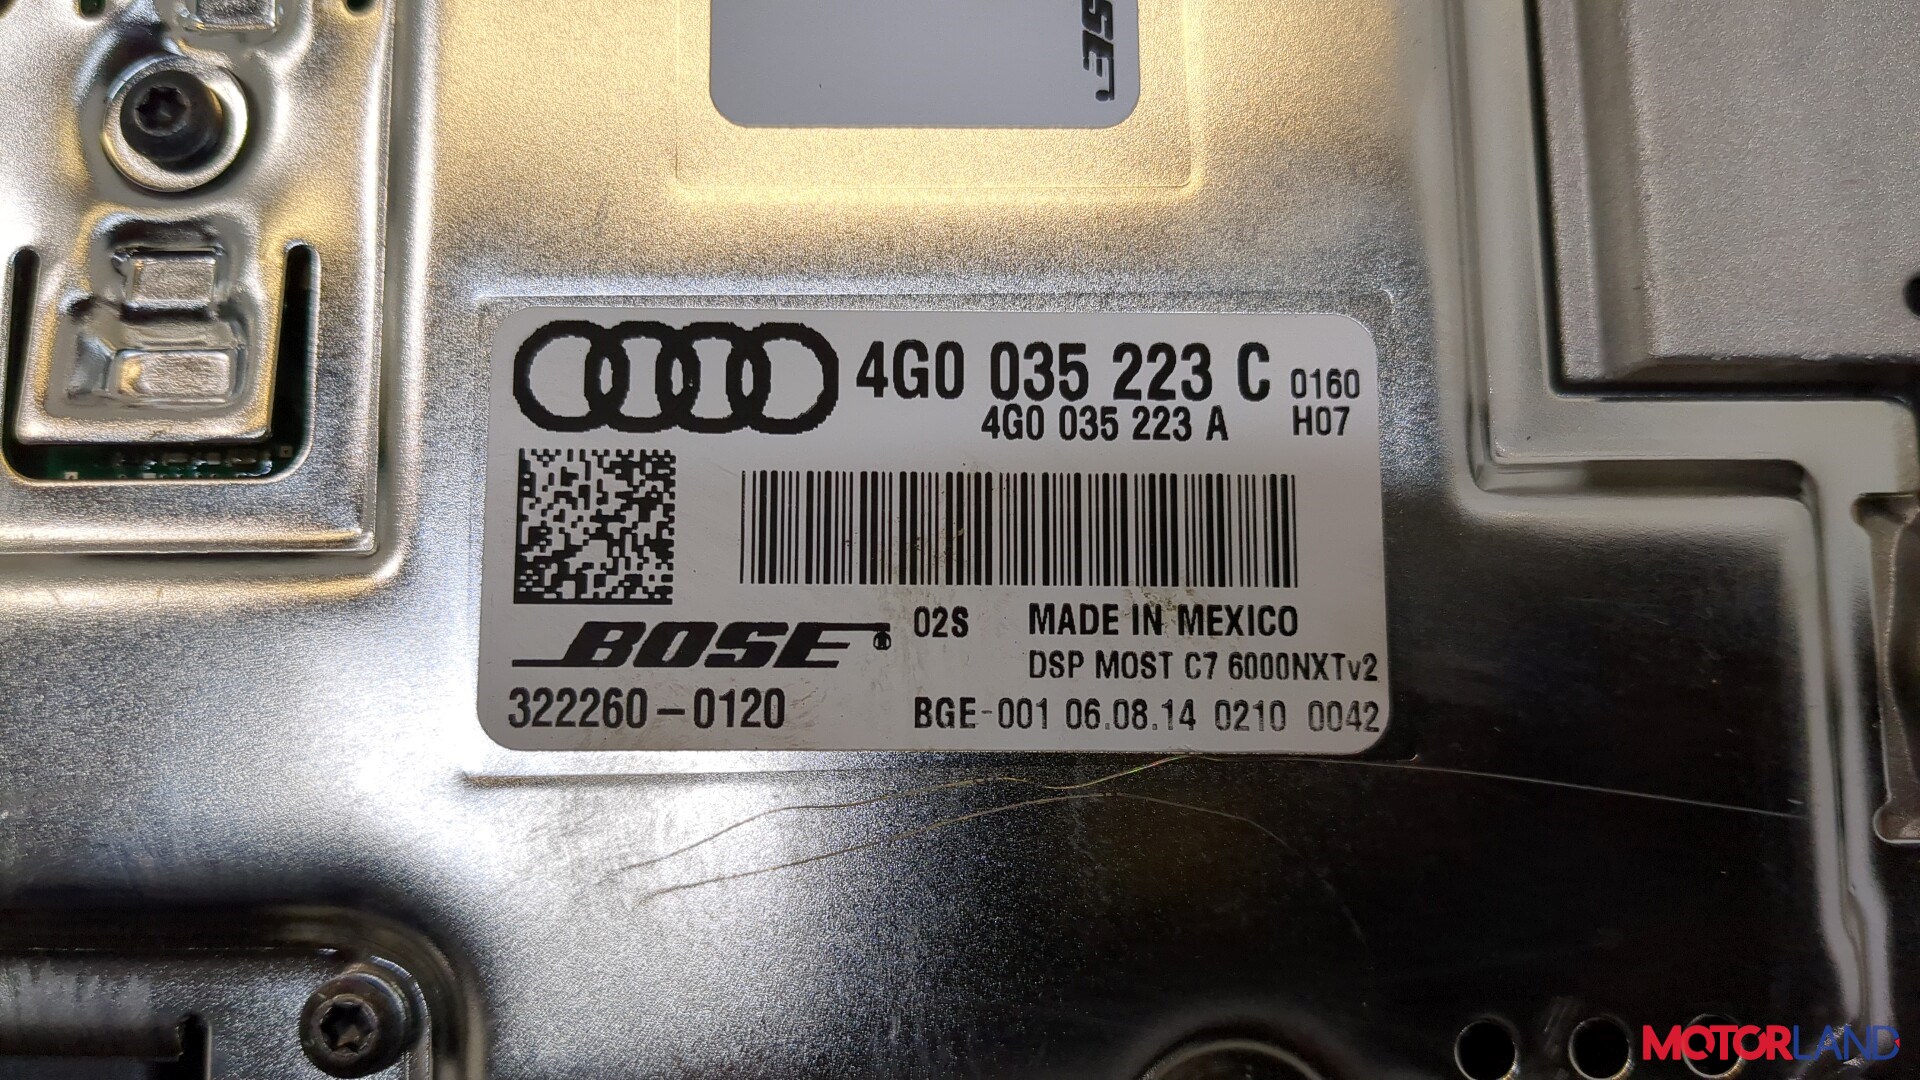 SE
4G0 035 223 C 0160
4G0 035 223 A H07
BOSE® 02S MADE IN MEXICO
DSP MOST C7 6000NXTv2
322260-0120 BGE-001 06.08.14 0210 0042
MOTORLAND